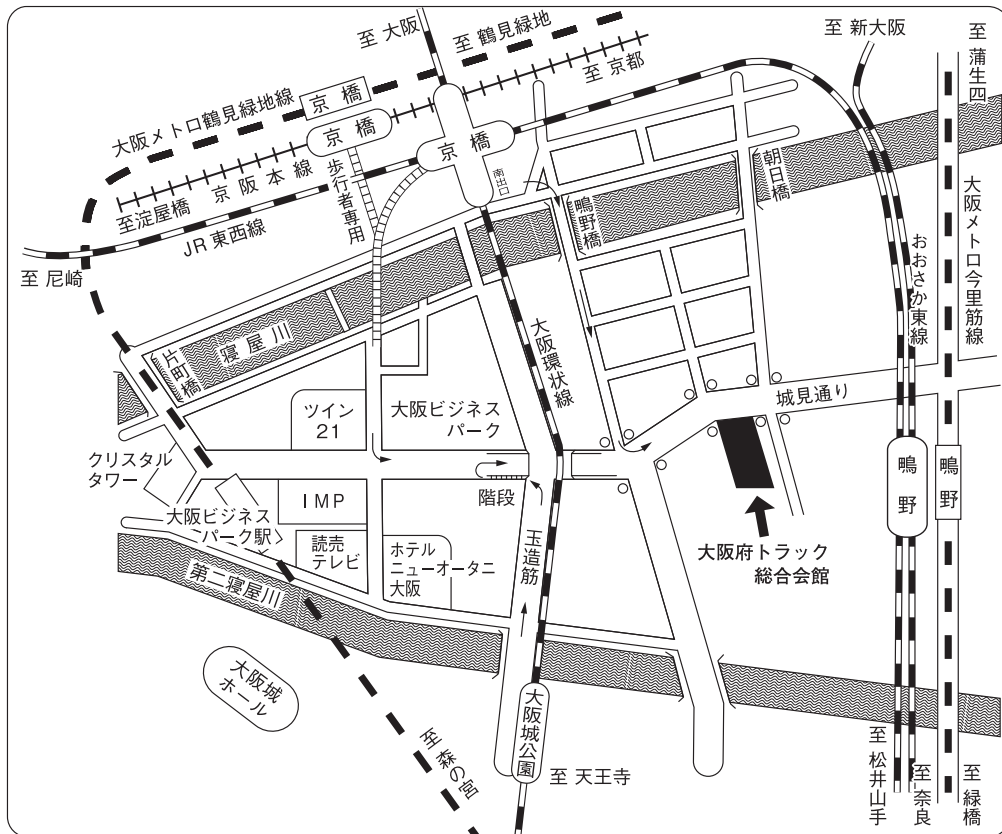 至 大阪
至 鶴見緑地
至 京都
至 新大阪
至 蒲生四
大阪メトロ鶴見緑地線
京橋
京橋
京橋
京阪本線
至淀屋橋
JR東西線
歩行者専用
南出口
至 尼崎
鴫野橋
朝日橋
大阪メトロ今里筋線
おおさか東線
片町橋
寝屋川
大阪環状線
城見通り
ツイン
21
大阪ビジネス
パーク
クリスタル
タワー
IMP
階段
鴫野
鴫野
大阪ビジネス
パーク駅
読売
テレビ
ホテル
ニューオータニ
大阪
玉造筋
大阪府トラック
総合会館
第二寝屋川
大阪城
ホール
大阪城公園
至 森の宮
至 天王寺
至 松井山手
至 奈良
至 緑橋